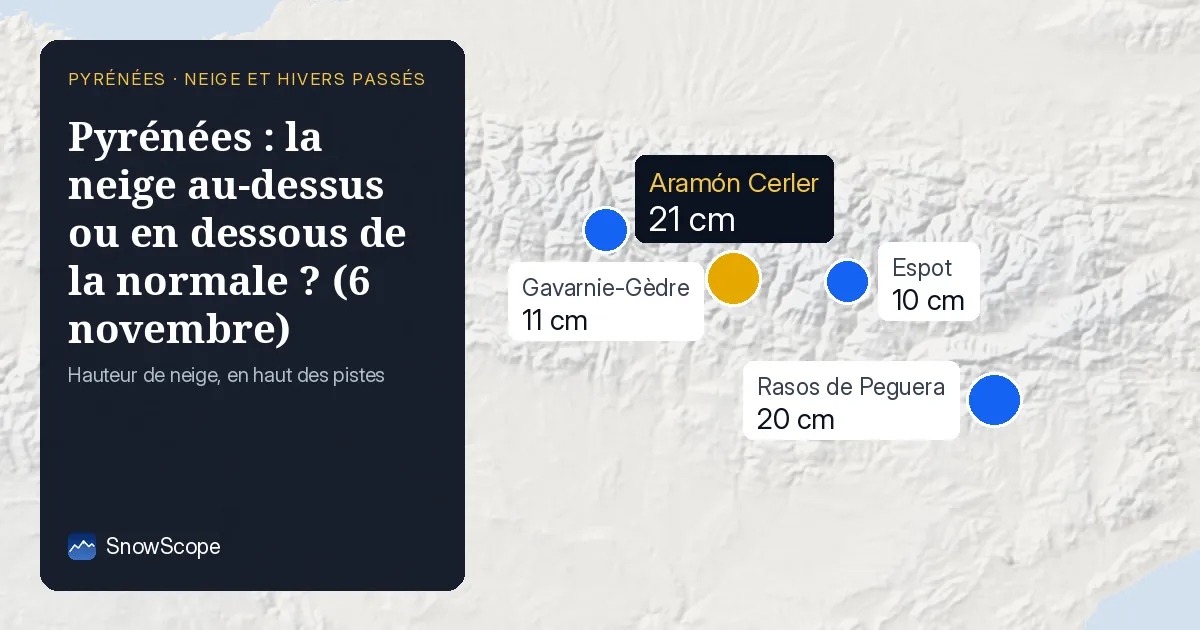 PYRÉNÉES · NEIGE ET HIVERS PASSÉS
Pyrénées : la
neige au-dessus
ou en dessous de
la normale ? (6
novembre)
Hauteur de neige, en haut des pistes
SnowScope
Aramón Cerler
21 cm
Gavarnie-Gèdre
11 cm
Espot
10 cm
Rasos de Peguera
20 cm